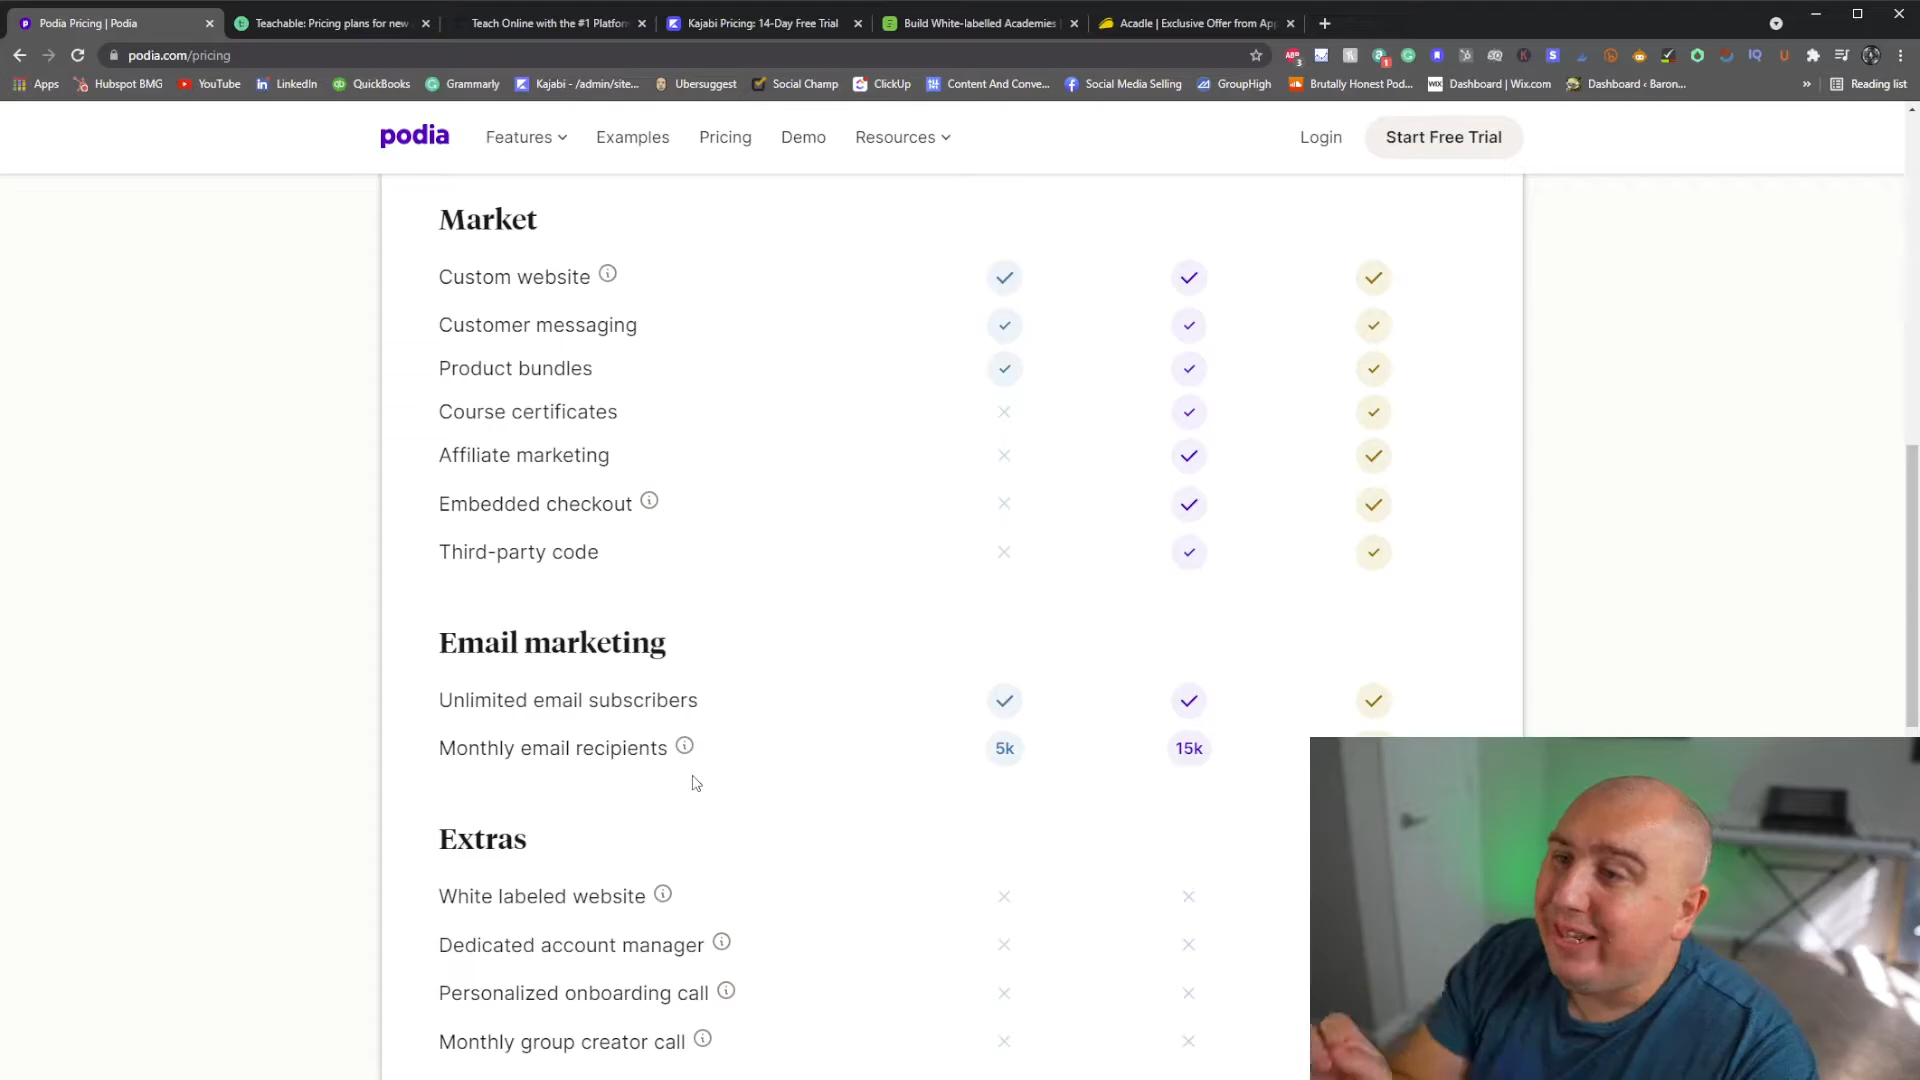 Podia Pricing | Podia
Teachable: Pricing plans for new
Teach Online with the #1 Platfor
Kajabi Pricing: 14-Day Free Trial
Build White-labelled Academies
Acadle | Exclusive Offer from Ap
podia.com/pricing
Apps
Hubspot BMG
YouTube
LinkedIn
QuickBooks
Grammarly
Kajabi - /admin/site...
Ubersuggest
Social Champ
ClickUp
Content And Conve...
Social Media Selling
GroupHigh
Brutally Honest Pod...
Dashboard | Wix.com
Dashboard ‹ Baron...
Reading list
podia
Features
Examples
Pricing
Demo
Resources
Login
Start Free Trial
Market
Custom website
Customer messaging
Product bundles
Course certificates
Affiliate marketing
Embedded checkout
Third-party code
Email marketing
Unlimited email subscribers
Monthly email recipients 5k 15k
Extras
White labeled website
Dedicated account manager
Personalized onboarding call
Monthly group creator call